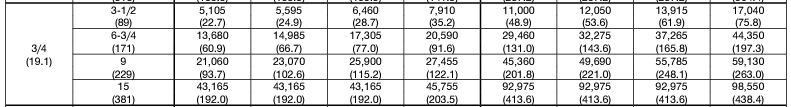 3-1/2 5,105 5,595 6,460 7,910 11,000 12,050 13,915 17,040
(89) (22.7) (24.9) (28.7) (35.2) (48.9) (53.6) (61.9) (75.8)
6-3/4 13,680 14,985 17,305 20,590 29,460 32,275 37,265 44,350
3/4 (171) (60.9) (66.7) (77.0) (91.6) (131.0) (143.6) (165.8) (197.3)
(19.1) 9 21,060 23,070 25,900 27,455 45,360 49,690 55,785 59,130
(229) (93.7) (102.6) (115.2) (122.1) (201.8) (221.0) (248.1) (263.0)
15 43,165 43,165 43,165 45,755 92,975 92,975 92,975 98,550
(381) (192.0) (192.0) (192.0) (203.5) (413.6) (413.6) (413.6) (438.4)